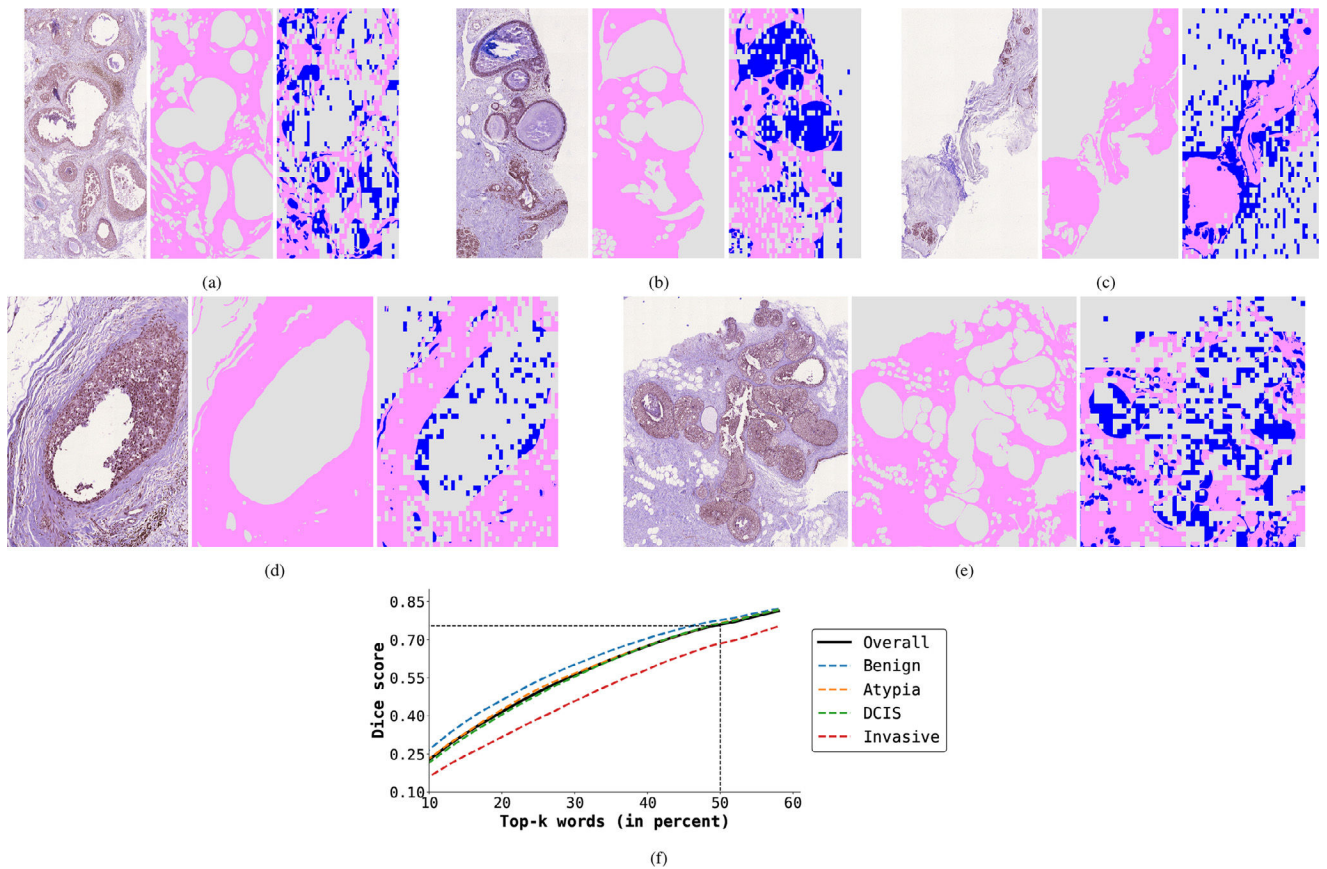 (a)
(b)
(c)
(d)
(e)
0.85
0.70
0.55
0.40
0.25
0.10
Dice score
10
20
30
40
50
60
Top-k words (in percent)
Overall
Benign
Atypia
DCIS
Invasive
(f)